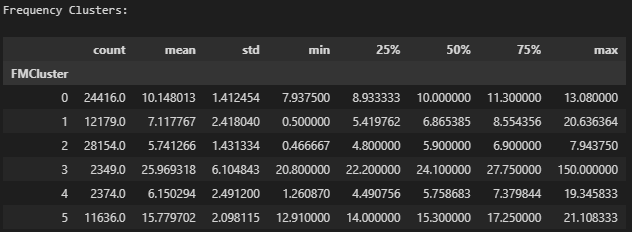 Frequency Clusters:
count mean std min 25% 50% 75% max
FMCluster
0 24416.0 10.148013 1.412454 7.937500 8.933333 10.000000 11.300000 13.080000
1 12179.0 7.117767 2.418040 0.500000 5.419762 6.865385 8.554356 20.636364
2 28154.0 5.741266 1.431334 0.466667 4.800000 5.900000 6.900000 7.943750
3 2349.0 25.969318 6.104843 20.800000 22.200000 24.100000 27.750000 150.000000
4 2374.0 6.150294 2.491200 1.260870 4.490756 5.758683 7.379844 19.345833
5 11636.0 15.779702 2.098115 12.910000 14.000000 15.300000 17.250000 21.108333